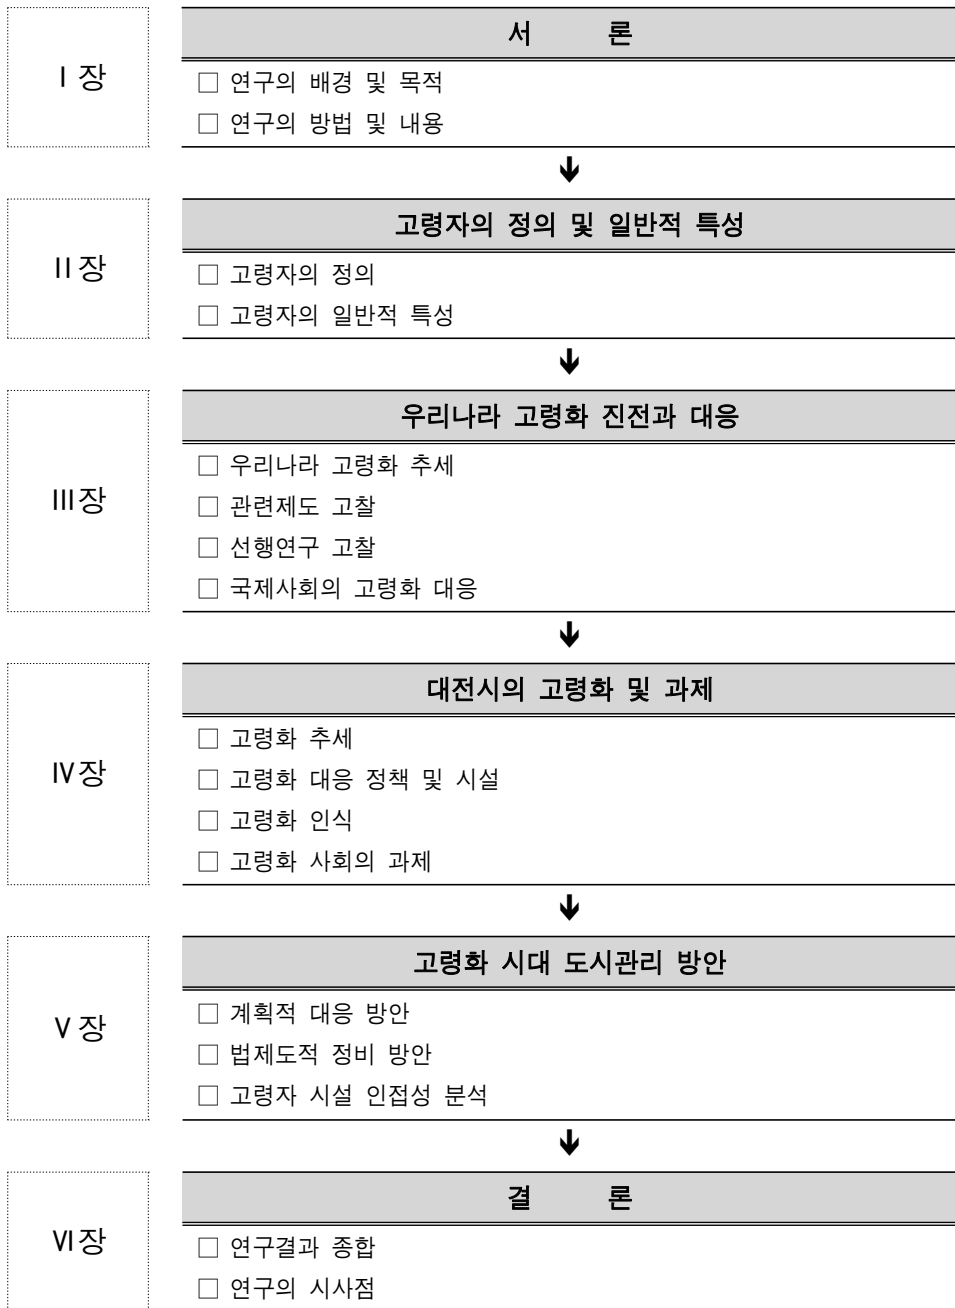 Ⅰ장
서 론
□ 연구의 배경 및 목적
□ 연구의 방법 및 내용
🡻
Ⅱ장
고령자의 정의 및 일반적 특성
□ 고령자의 정의
□ 고령자의 일반적 특성
🡻
Ⅲ장
우리나라 고령화 진전과 대응
□ 우리나라 고령화 추세
□ 관련제도 고찰
□ 선행연구 고찰
□ 국제사회의 고령화 대응
🡻
Ⅳ장
대전시의 고령화 및 과제
□ 고령화 추세
□ 고령화 대응 정책 및 시설
□ 고령화 인식
□ 고령화 사회의 과제
🡻
Ⅴ장
고령화 시대 도시관리 방안
□ 계획적 대응 방안
□ 법제도적 정비 방안
□ 고령자 시설 인접성 분석
🡻
Ⅵ장
결 론
□ 연구결과 종합
□ 연구의 시사점